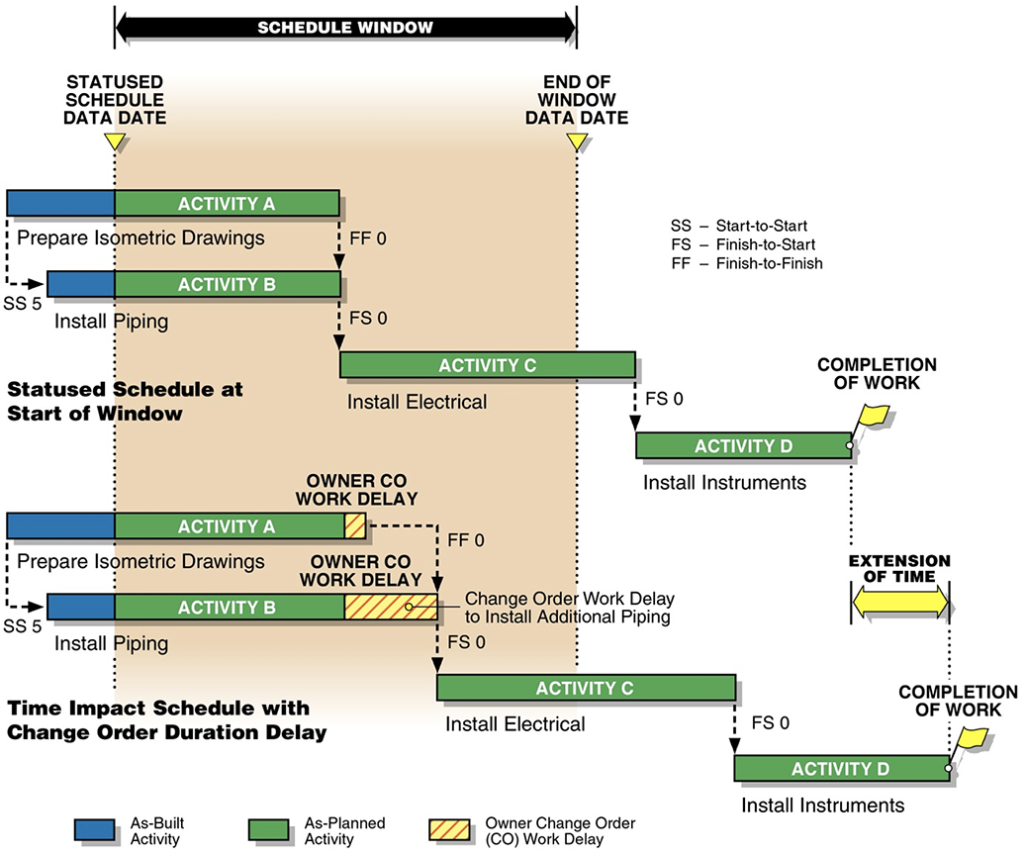 SCHEDULE WINDOW
STATUSED
SCHEDULE
DATA DATE
END OF
WINDOW
DATA DATE
ACTIVITY A
Prepare Isometric Drawings
FF 0
SS – Start-to-Start
FS – Finish-to-Start
FF – Finish-to-Finish
ACTIVITY B
SS 5
Install Piping
FS 0
ACTIVITY C
Install Electrical
FS 0
COMPLETION
OF WORK
Statused Schedule at
Start of Window
ACTIVITY D
Install Instruments
OWNER CO
WORK DELAY
ACTIVITY A
Prepare Isometric Drawings
FF 0
OWNER CO
WORK DELAY
EXTENSION
OF TIME
ACTIVITY B
Change Order Work Delay
to Install Additional Piping
SS 5
Install Piping
FS 0
ACTIVITY C
Install Electrical
FS 0
COMPLETION
OF WORK
Time Impact Schedule with
Change Order Duration Delay
ACTIVITY D
Install Instruments
As-Built
Activity
As-Planned
Activity
Owner Change Order
(CO) Work Delay